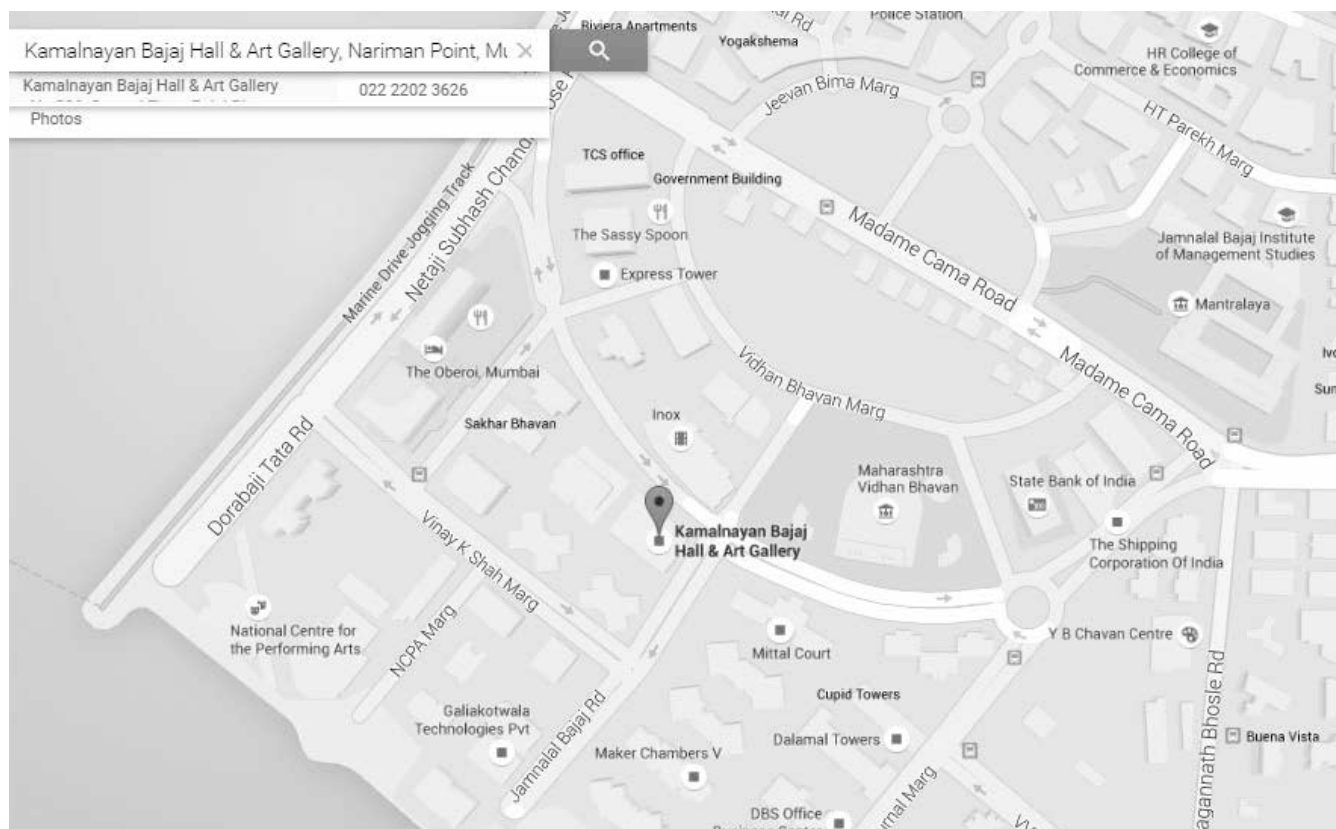 Kamalnayan Bajaj Hall & Art Gallery, Nariman Point, Mu
Kamalnayan Bajaj Hall & Art Gallery
022 2202 3626
Photos
Riviera Apartments
Yogakshema
Police Station
HR College of
Commerce & Economics
Jeevan Bima Marg
HT Parekh Marg
TCS office
Government Building
The Sassy Spoon
Express Tower
Madame Cama Road
Jamnalal Bajaj Institute
of Management Studies
Mantralaya
Marine Drive Jogging Track
Netaji Subhash
The Oberoi, Mumbai
Vidhan Bhavan Marg
Madame Cama Road
Sakhar Bhavan
Inox
Dorabaji Tata Rd
Maharashtra
Vidhan Bhavan
State Bank of India
Kamalnayan Bajaj
Hall & Art Gallery
The Shipping
Corporation Of India
Vinay K Shah Marg
National Centre for
the Performing Arts
NCPA Marg
Mittal Court
Y B Chavan Centre
Cupid Towers
Galiakotwala
Technologies Pvt
Jamnalal Bajaj Rd
Maker Chambers V
Dalamal Towers
Buena Vista
agannath Bhosle Rd
DBS Office
urnal Marg